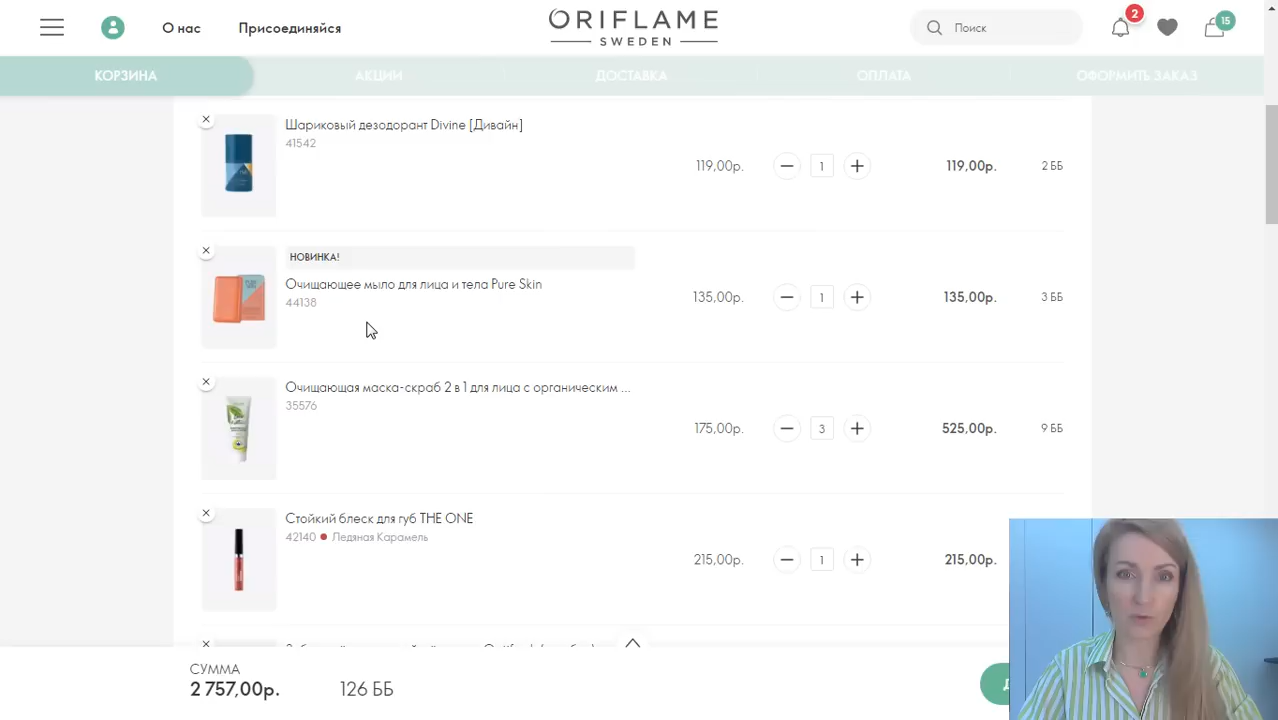 О нас
Присоединяйся
ORIFLAME
SWEDEN
Поиск
2
15
КОРЗИНА
АКЦИИ
ДОСТАВКА
ОПЛАТА
ОФОРМИТЬ ЗАКАЗ
Шариковый дезодорант Divine [Дивайн]
41542
119,00р.
1
119,00р.
2 ББ
НОВИНКА!
Очищающее мыло для лица и тела Pure Skin
44138
135,00р.
1
135,00р.
3 ББ
Очищающая маска-скраб 2 в 1 для лица с органическим ...
35576
175,00р.
3
525,00р.
9 ББ
Стойкий блеск для губ THE ONE
42140 Ледяная Карамель
215,00р.
1
215,00р.
СУММА
2 757,00р.
126 ББ